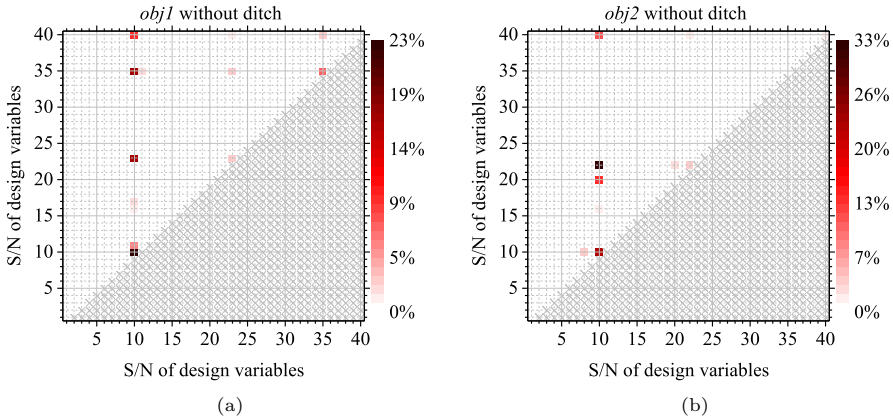 obj1 without ditch
S/N of design variables
40
35
30
25
20
15
10
5
5 10 15 20 25 30 35 40
S/N of design variables
23%
19%
14%
9%
5%
0%
(a)
obj2 without ditch
S/N of design variables
40
35
30
25
20
15
10
5
5 10 15 20 25 30 35 40
S/N of design variables
33%
26%
20%
13%
7%
0%
(b)